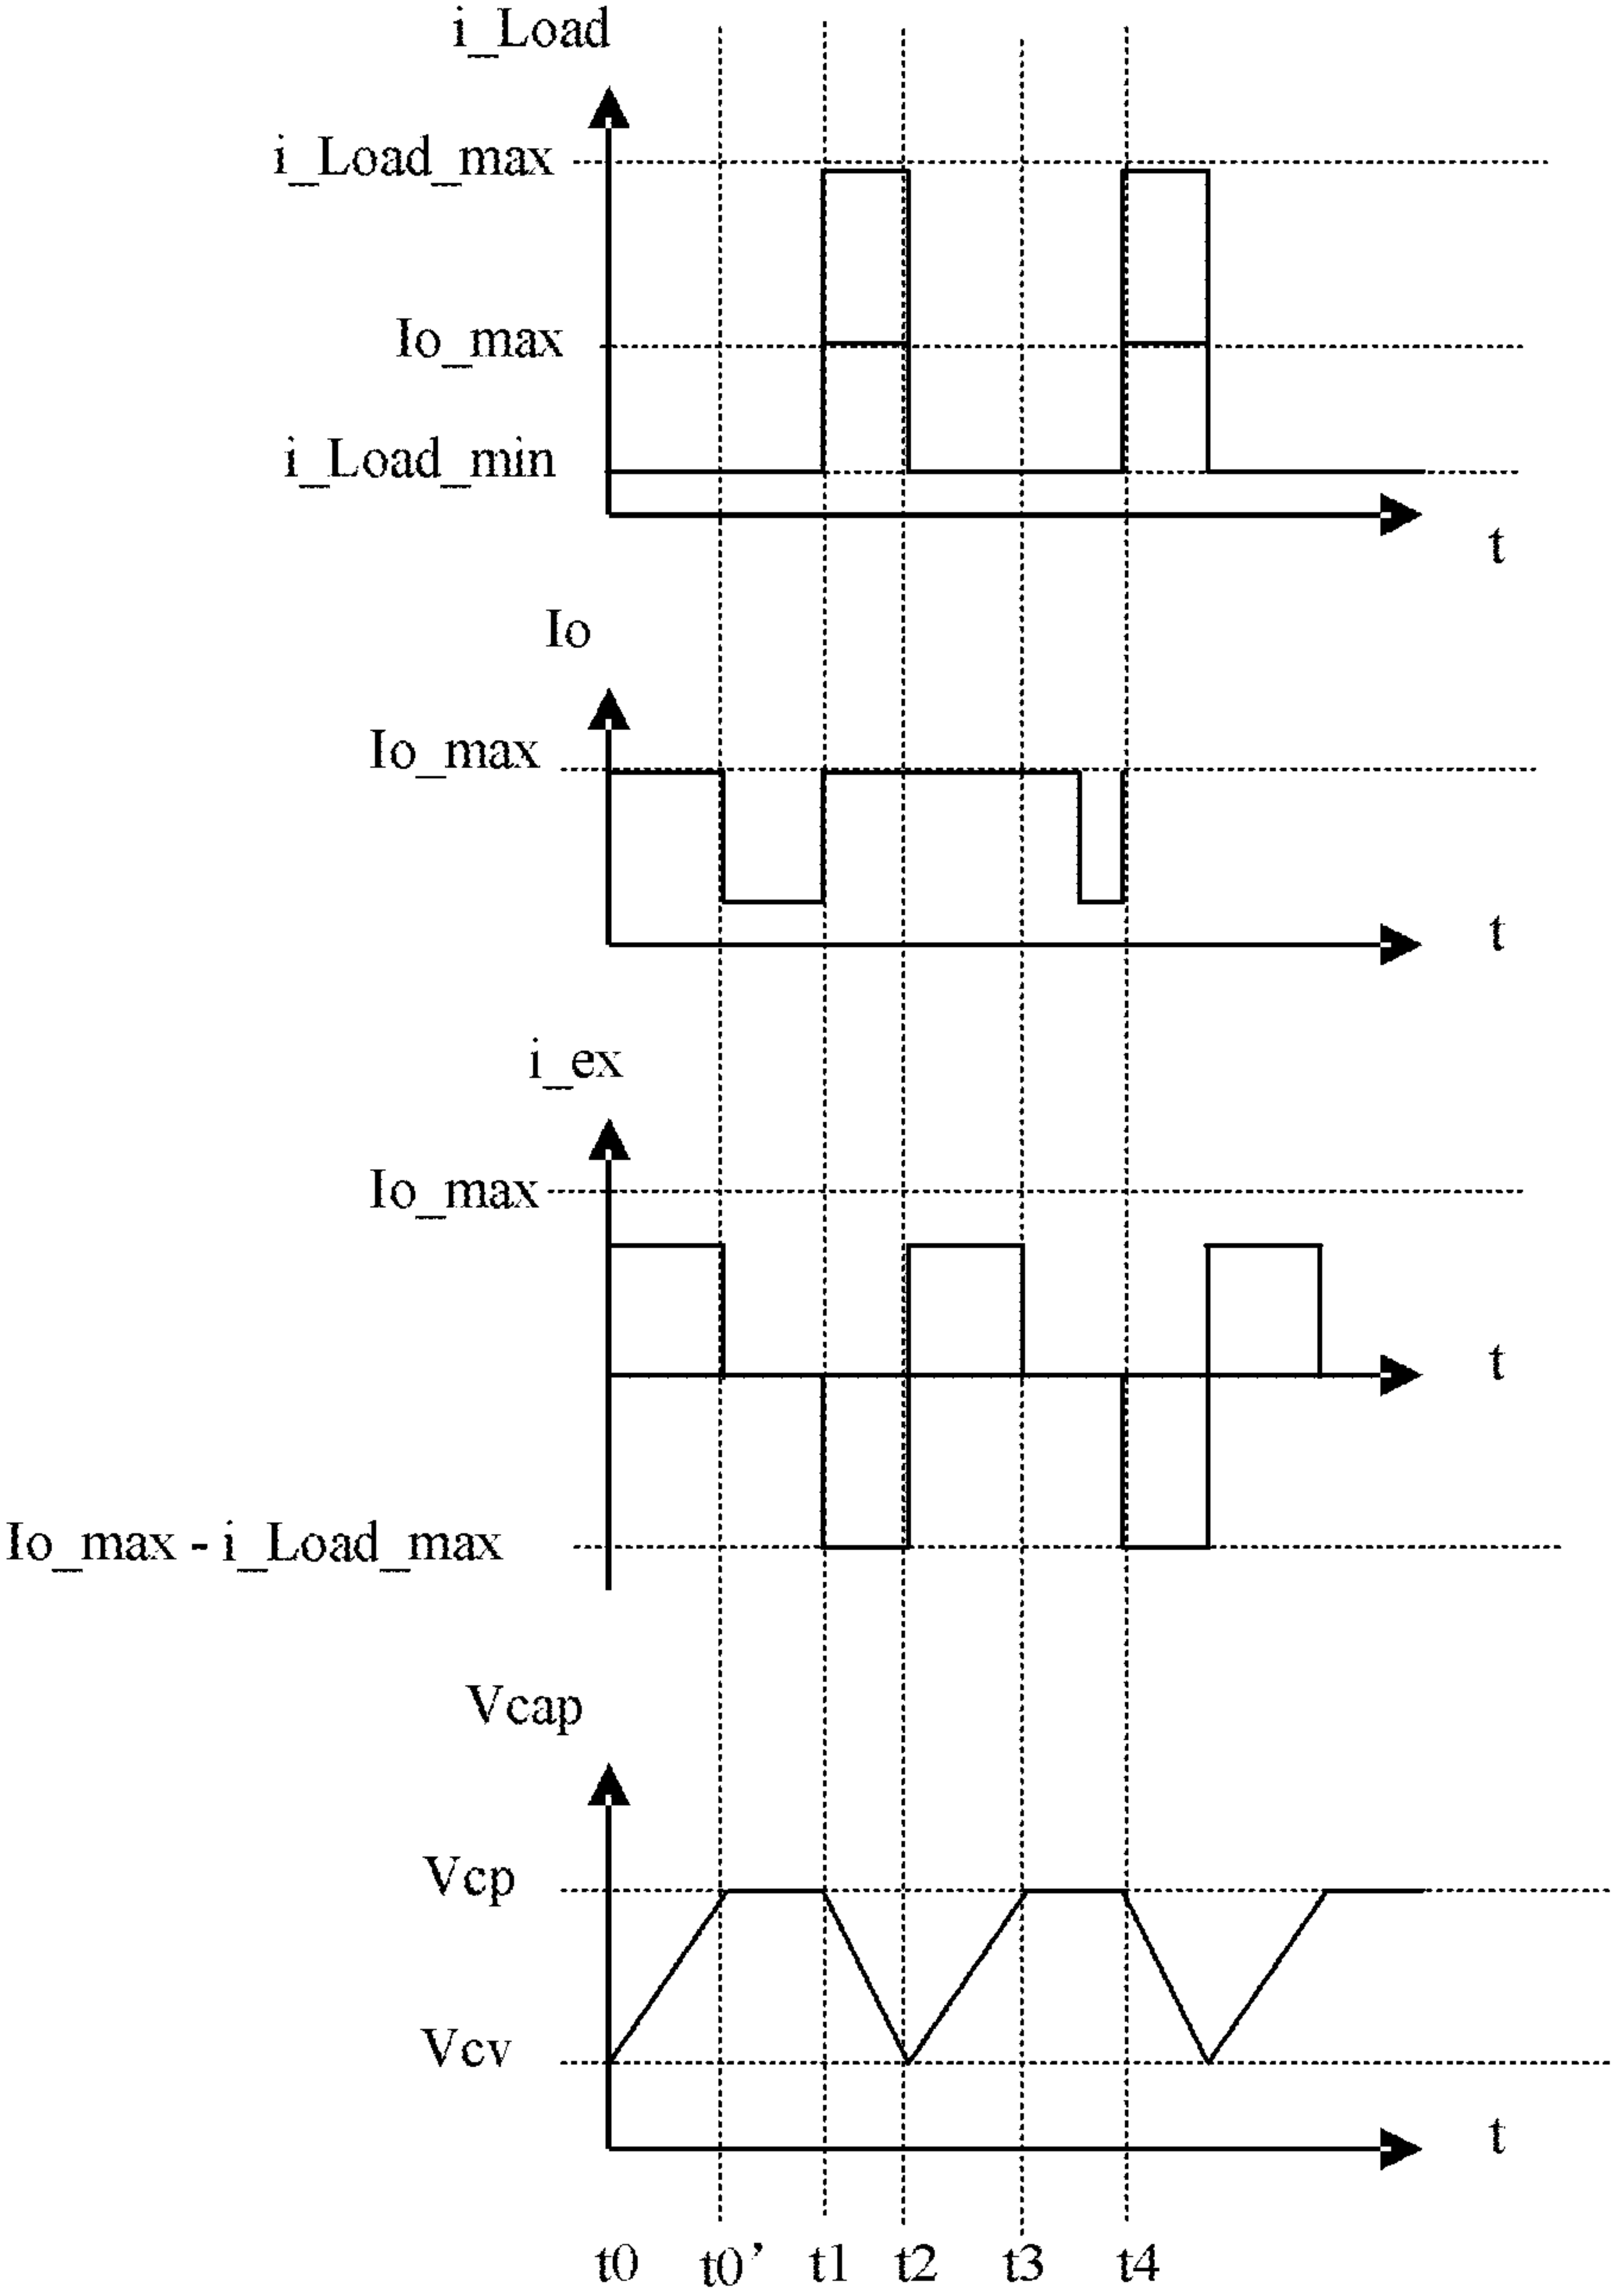 i_Load
i_Load_max
Io_max
i_Load_min
t
Io
Io_max
t
i_ex
Io_max
t
Io_max - i_Load_max
Vcap
Vcp
Vcv
t
t0 t0’ t1 t2 t3 t4